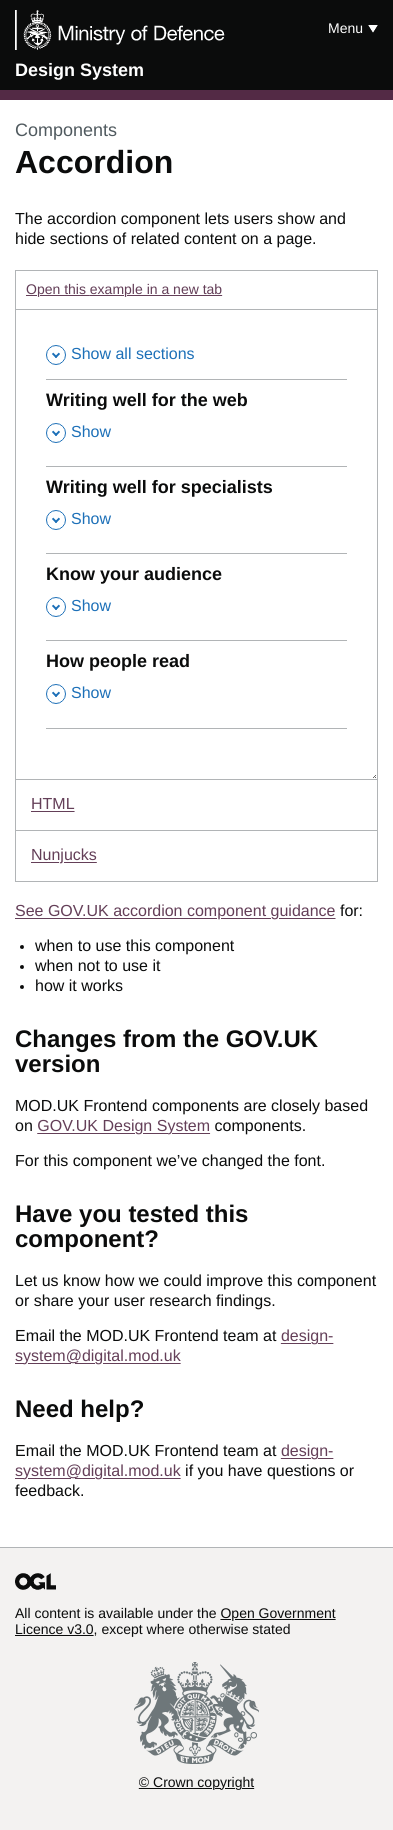 Ministry of Defence
Menu
Design System
Components
Accordion
The accordion component lets users show and
hide sections of related content on a page.
Open this example in a new tab
Show all sections
Writing well for the web
Show
Writing well for specialists
Show
Know your audience
Show
How people read
Show
HTML
Nunjucks
See GOV.UK accordion component guidance for:
when to use this component
when not to use it
how it works
Changes from the GOV.UK
version
MOD.UK Frontend components are closely based
on GOV.UK Design System components.
For this component we’ve changed the font.
Have you tested this
component?
Let us know how we could improve this component
or share your user research findings.
Email the MOD.UK Frontend team at design-
system@digital.mod.uk
Need help?
Email the MOD.UK Frontend team at design-
system@digital.mod.uk if you have questions or
feedback.
OGL
All content is available under the Open Government
Licence v3.0, except where otherwise stated
DIEU ET MON DROIT
© Crown copyright